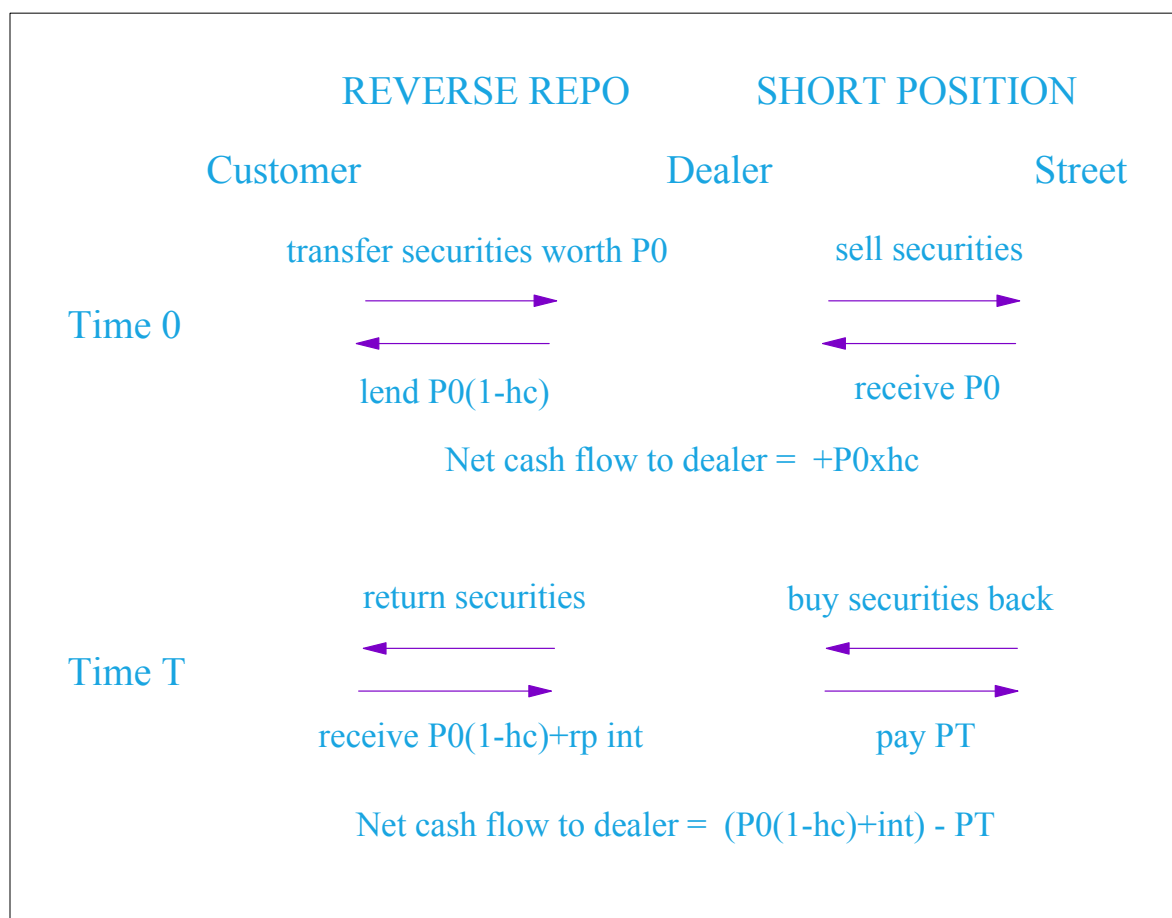 REVERSE REPO SHORT POSITION
Customer Dealer Street
transfer securities worth P0 sell securities
Time 0
lend P0(1-hc) receive P0
Net cash flow to dealer = +P0xhc
return securities buy securities back
Time T
receive P0(1-hc)+rp int pay PT
Net cash flow to dealer = (P0(1-hc)+int) - PT